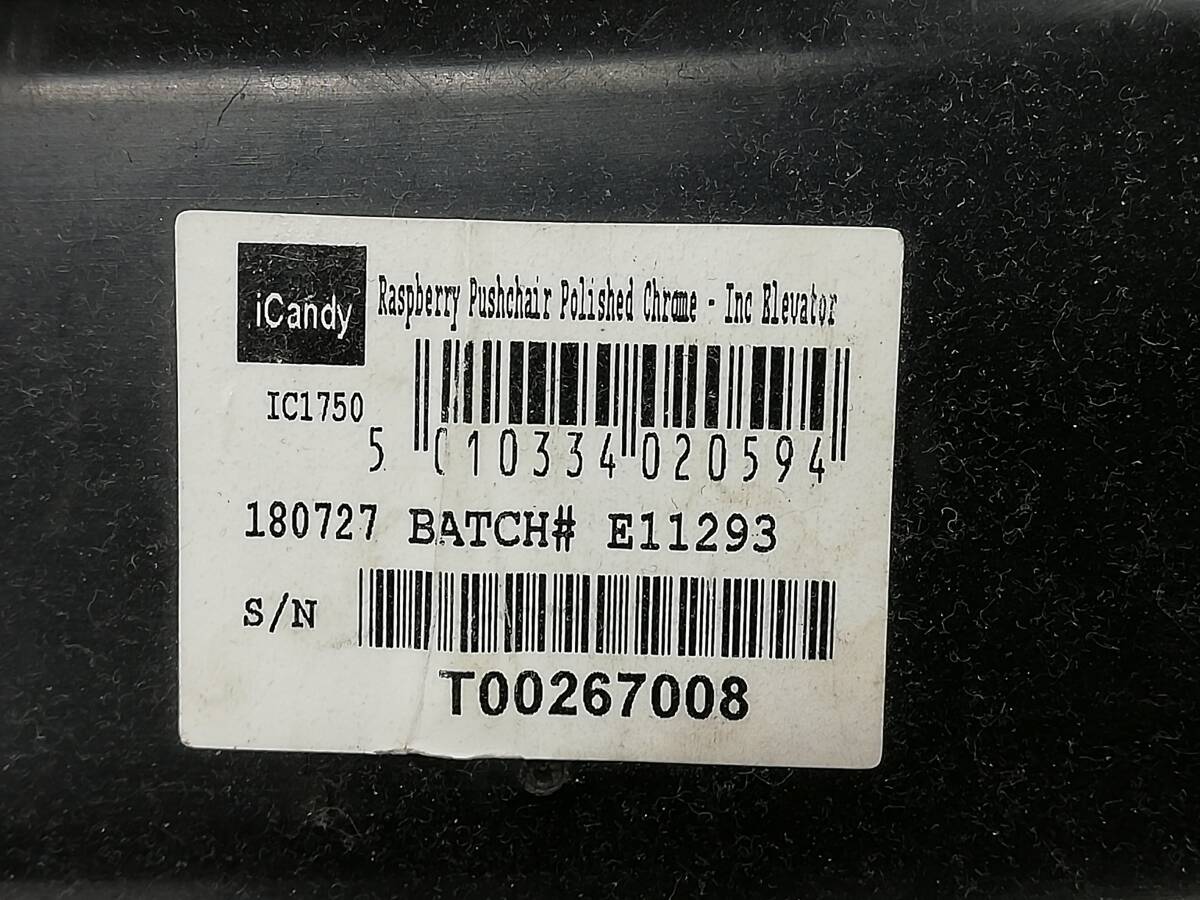 iCandy
Raspberry Pushchair Polished Chrome - Inc Elevator
IC1750
5 010334 020594
180727 BATCH# E11293
S/N
T00267008